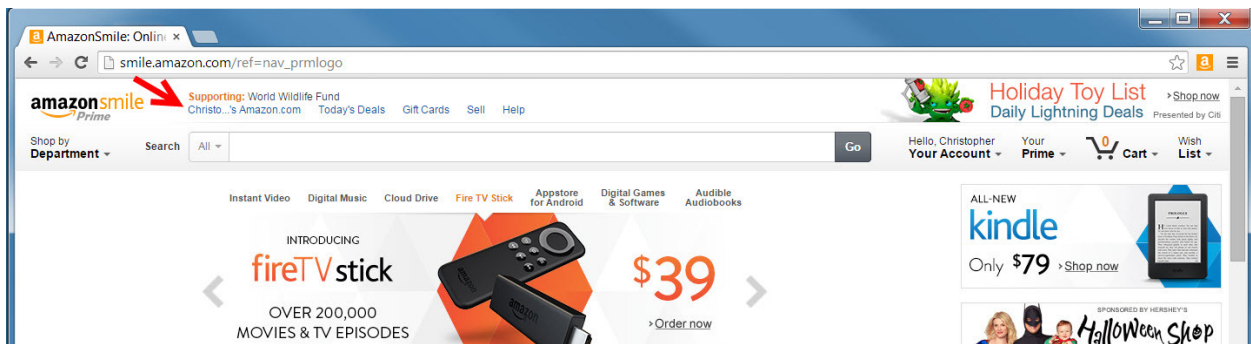 AmazonSmile: Onlin
smile.amazon.com/ref=nav_prmlogo
amazonsmile
Prime
Supporting: World Wildlife Fund
Christo...'s Amazon.com Today's Deals Gift Cards Sell Help
Holiday Toy List › Shop now
Daily Lightning Deals Presented by Citi
Shop by
Department
Search All Go
Hello, Christopher
Your Account
Your
Prime
0
Cart
Wish
List
Instant Video Digital Music Cloud Drive Fire TV Stick
Appstore
for Android
Digital Games
& Software
Audible
Audiobooks
INTRODUCING
fireTV stick
OVER 200,000
MOVIES & TV EPISODES
amazon
$39
› Order now
ALL-NEW
kindle
Only $79 › Shop now
SPONSORED BY HERSHEY'S
Halloween Shop